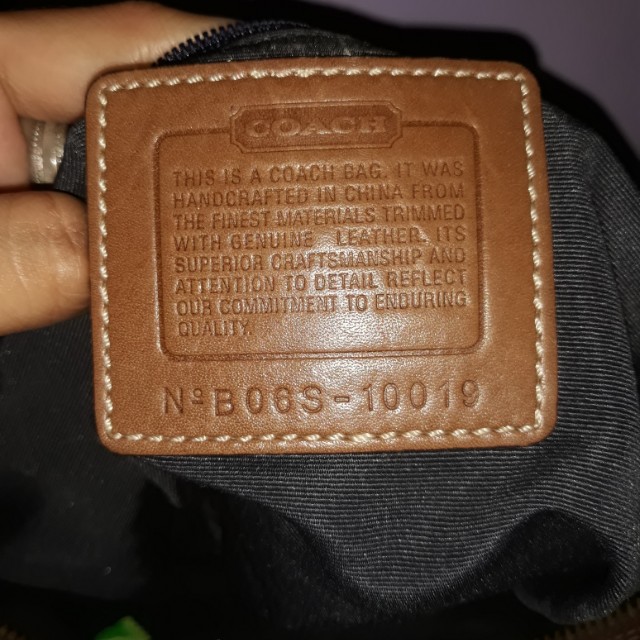 COACH
THIS IS A COACH BAG. IT WAS
HANDCRAFTED IN CHINA FROM
THE FINEST MATERIALS TRIMMED
WITH GENUINE LEATHER. ITS
SUPERIOR CRAFTSMANSHIP AND
ATTENTION TO DETAIL REFLECT
OUR COMMITMENT TO ENDURING
QUALITY.
Nº B06S-10019